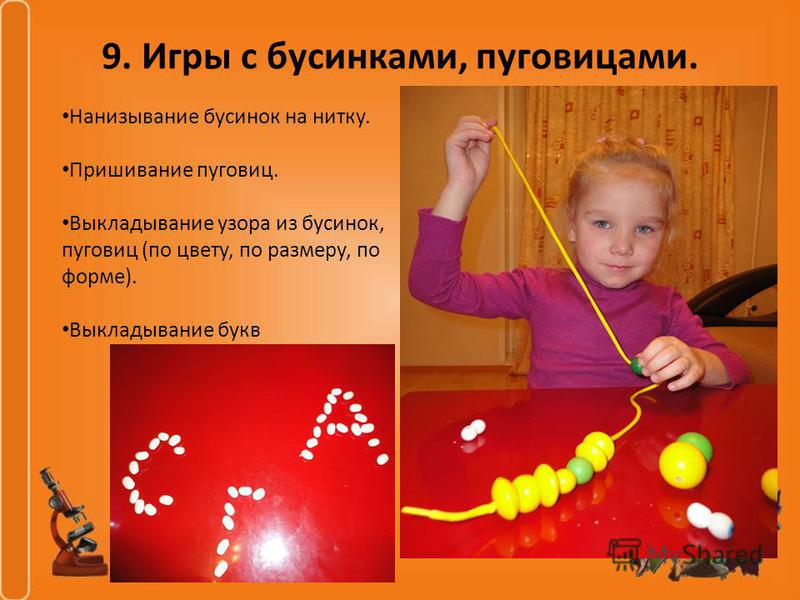 9. Игры с бусинками, пуговицами.
•Нанизывание бусинок на нитку.
•Пришивание пуговиц.
•Выкладывание узора из бусинок,
пуговиц (по цвету, по размеру, по
форме).
•Выкладывание букв
С Г А
MyShared